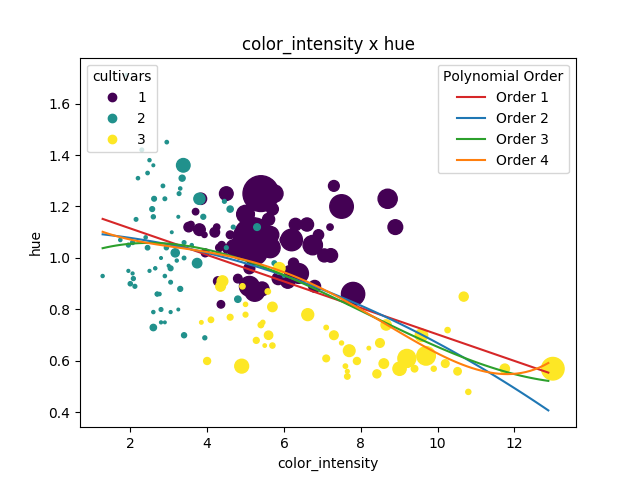 color_intensity x hue
cultivars
1
2
3
Polynomial Order
Order 1
Order 2
Order 3
Order 4
1.6
1.4
1.2
1.0
0.8
0.6
0.4
hue
2
4
6
8
10
12
color_intensity